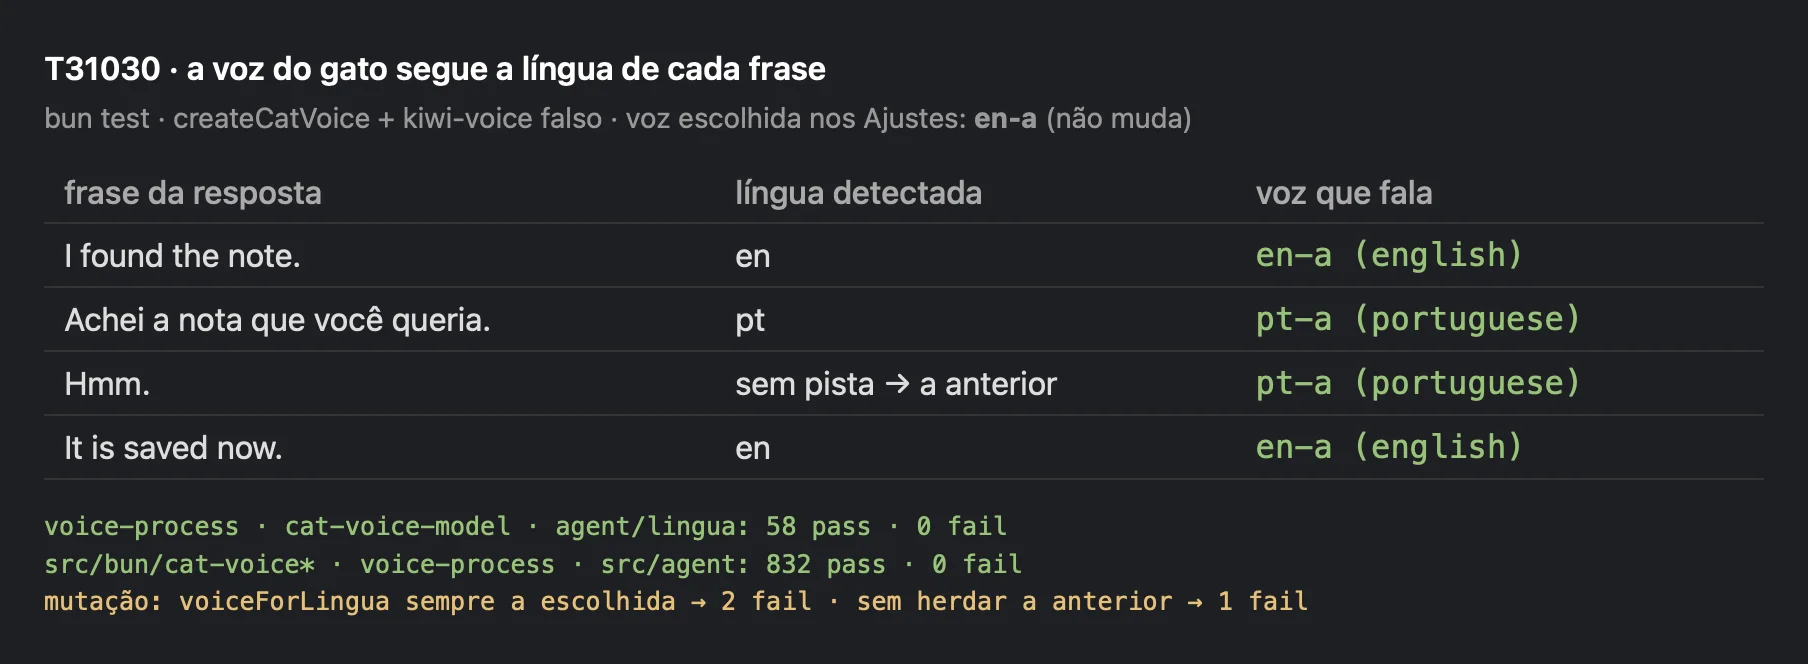 T31030 · a voz do gato segue a língua de cada frase
bun test · createCatVoice + kiwi-voice falso · voz escolhida nos Ajustes: en-a (não muda)
frase da resposta língua detectada voz que fala
I found the note. en en-a (english)
Achei a nota que você queria. pt pt-a (portuguese)
Hmm. sem pista → a anterior pt-a (portuguese)
It is saved now. en en-a (english)
voice-process · cat-voice-model · agent/lingua: 58 pass · 0 fail
src/bun/cat-voice* · voice-process · src/agent: 832 pass · 0 fail
mutação: voiceForLingua sempre a escolhida → 2 fail · sem herdar a anterior → 1 fail